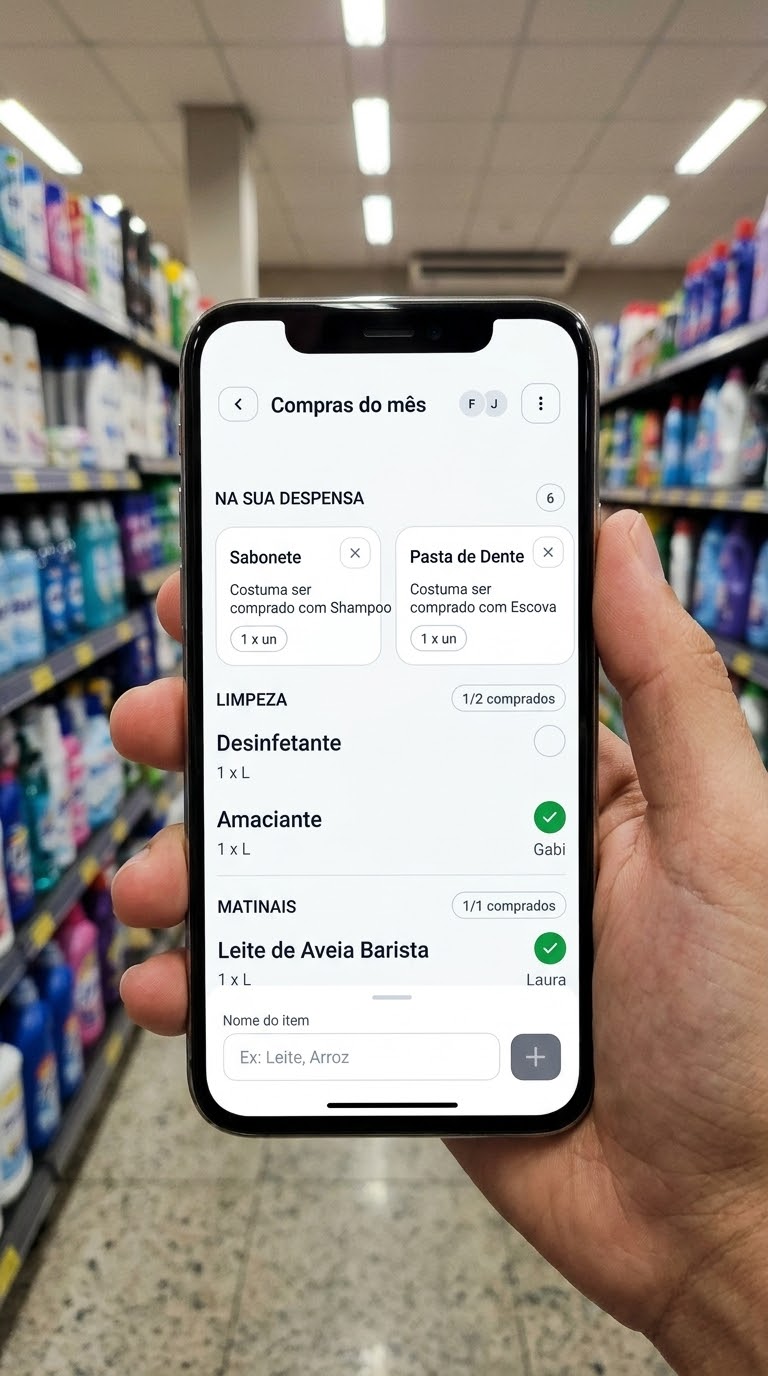 Compras do mês
F J
NA SUA DESPENSA
6
Sabonete
Costuma ser
comprado com Shampoo
1 x un
Pasta de Dente
Costuma ser
comprado com Escova
1 x un
LIMPEZA
1/2 comprados
Desinfetante
1 x L
Amaciante
1 x L
Gabi
MATINAIS
1/1 comprados
Leite de Aveia Barista
1 x L
Laura
Nome do item
Ex: Leite, Arroz